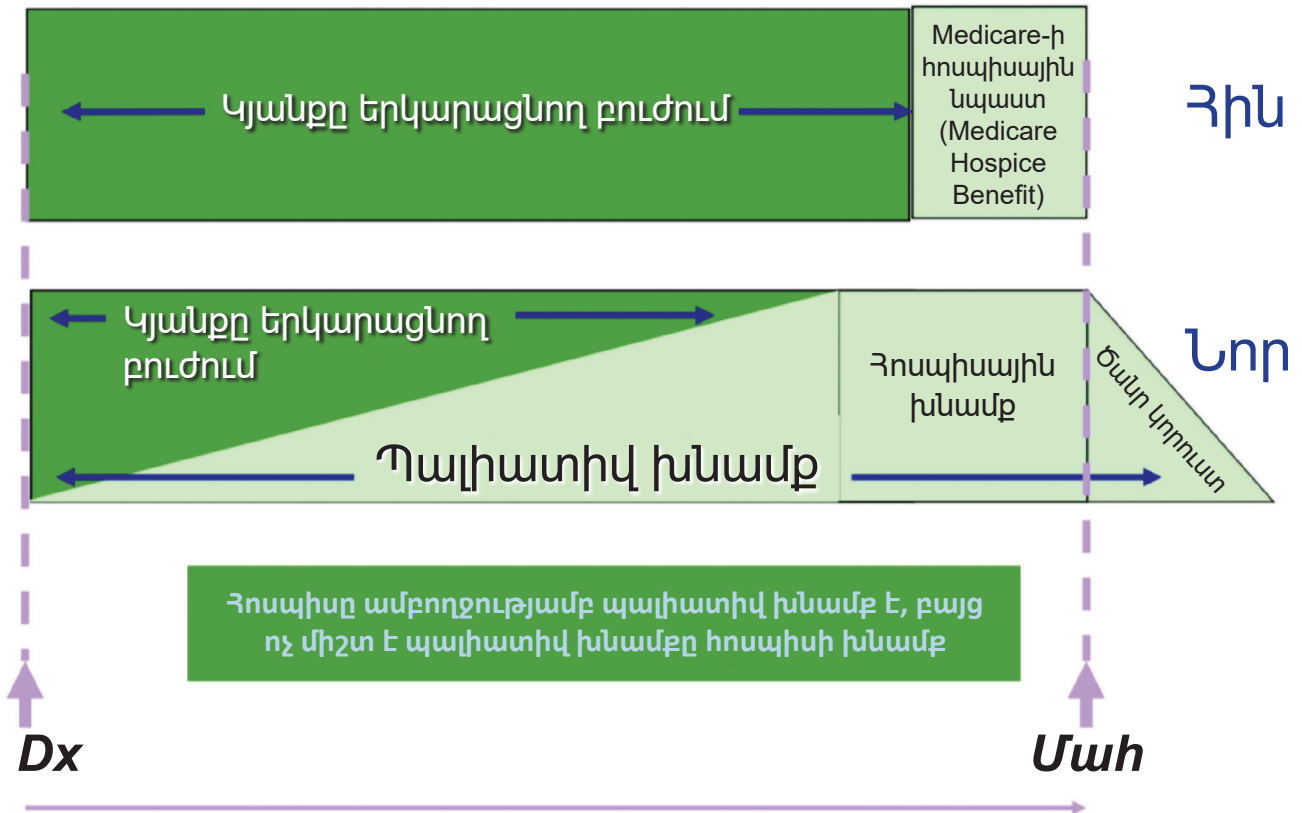 Կյանքը երկարացնող բուժում
Medicare-ի
հոսպիսային
նպաստ
(Medicare
Hospice
Benefit)
Հին
Կյանքը երկարացնող
բուժում
Հոսպիսային
խնամք
Ծանր կորուստ
Նոր
Պալիատիվ խնամք
Հոսպիսը ամբողջությամբ պալիատիվ խնամք է, բայց
ոչ միշտ է պալիատիվ խնամքը հոսպիսի խնամք
Dx
Մահ